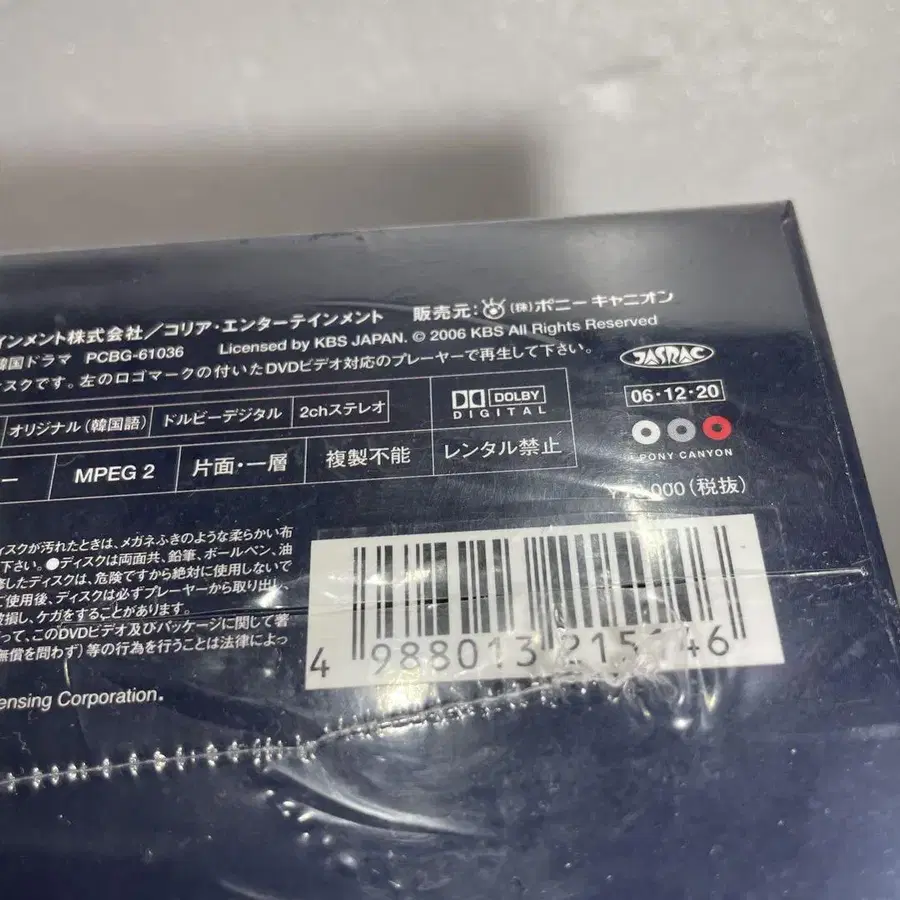 インメント株式会社/コリア・エンターテインメント 販売元: (株)ポニーキャニオン
韓国ドラマ PCBG-61036 Licensed by KBS JAPAN. © 2006 KBS All Rights Reserved
スクです。左のロゴマークの付いたDVDビデオ対応のプレーヤーで再生して下さい。
JASRAC
オリジナル(韓国語) ドルビーデジタル 2chステレオ DOLBY DIGITAL
06・12・20
PONY CANYON
ー MPEG 2 片面・一層 複製不能 レンタル禁止
,000(税抜)
ィスクが汚れたときは、メガネふきのような柔らかい布
下さい。●ディスクは両面共、鉛筆、ボールペン、油
したディスクは、危険ですから絶対に使用しないで
ご使用後、ディスクは必ずプレーヤーから取り出し、
破損し、ケガをすることがあります。
って、このDVDビデオ及びパッケージに関して著
無償を問わず)等の行為を行うことは法律によっ
4 988013 215146
ensing Corporation.